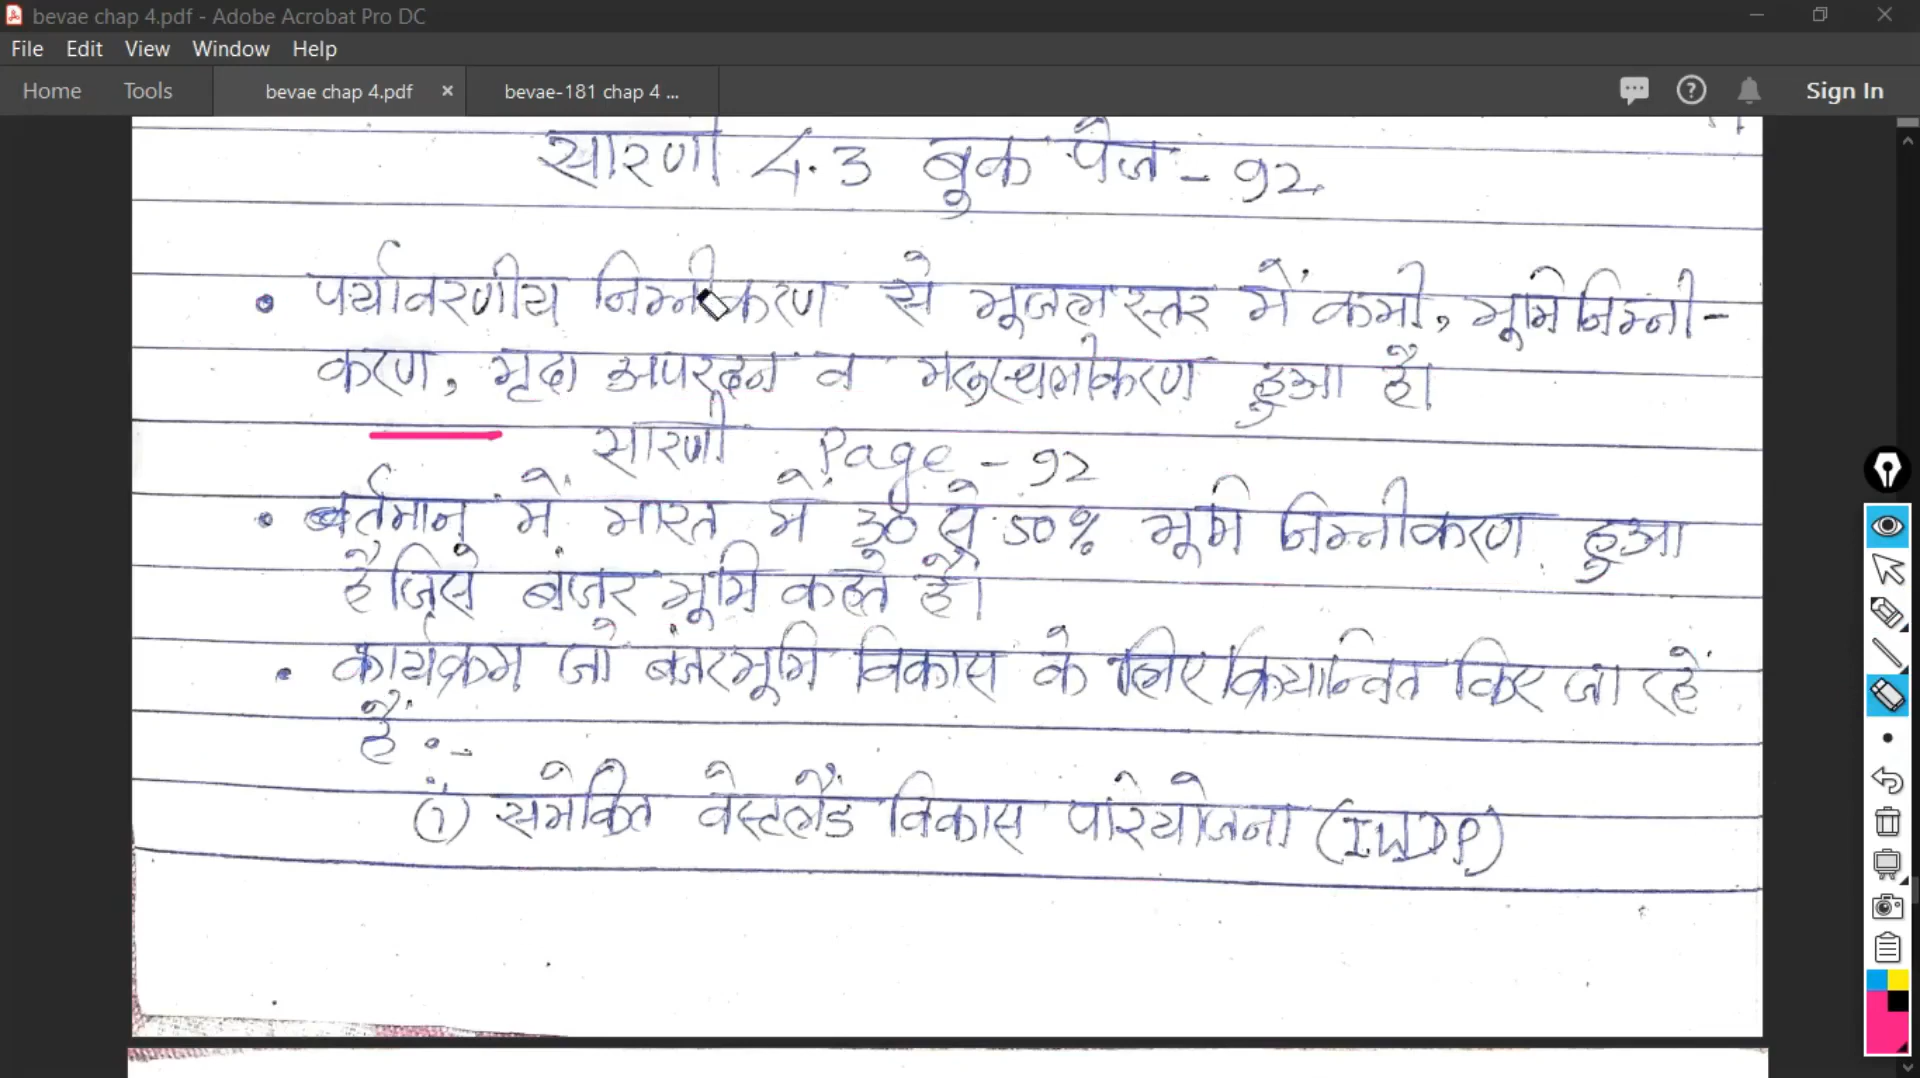 bevae chap 4.pdf - Adobe Acrobat Pro DC
File Edit View Window Help
Home Tools bevae chap 4.pdf × bevae-181 chap 4 ... Sign In
सारणी 4.3 बुक पेज - 92
• पर्यावरणीय निम्नीकरण से भूजल स्तर में कमी, भूमि निम्नी-
करण, मृदा अपरदन व मरुस्थलीकरण हुआ है।
सारणी Page - 92
• वर्तमान में भारत में 30 से 50% भूमि निम्नीकरण हुआ
है जिसे बंजर भूमि कहते है।
• कार्यक्रम जो बंजरभूमि विकास के लिए क्रियान्वित किए जा रहें
हैं :-
(i) समेकित वेस्टलैंड विकास परियोजना (IWDP)